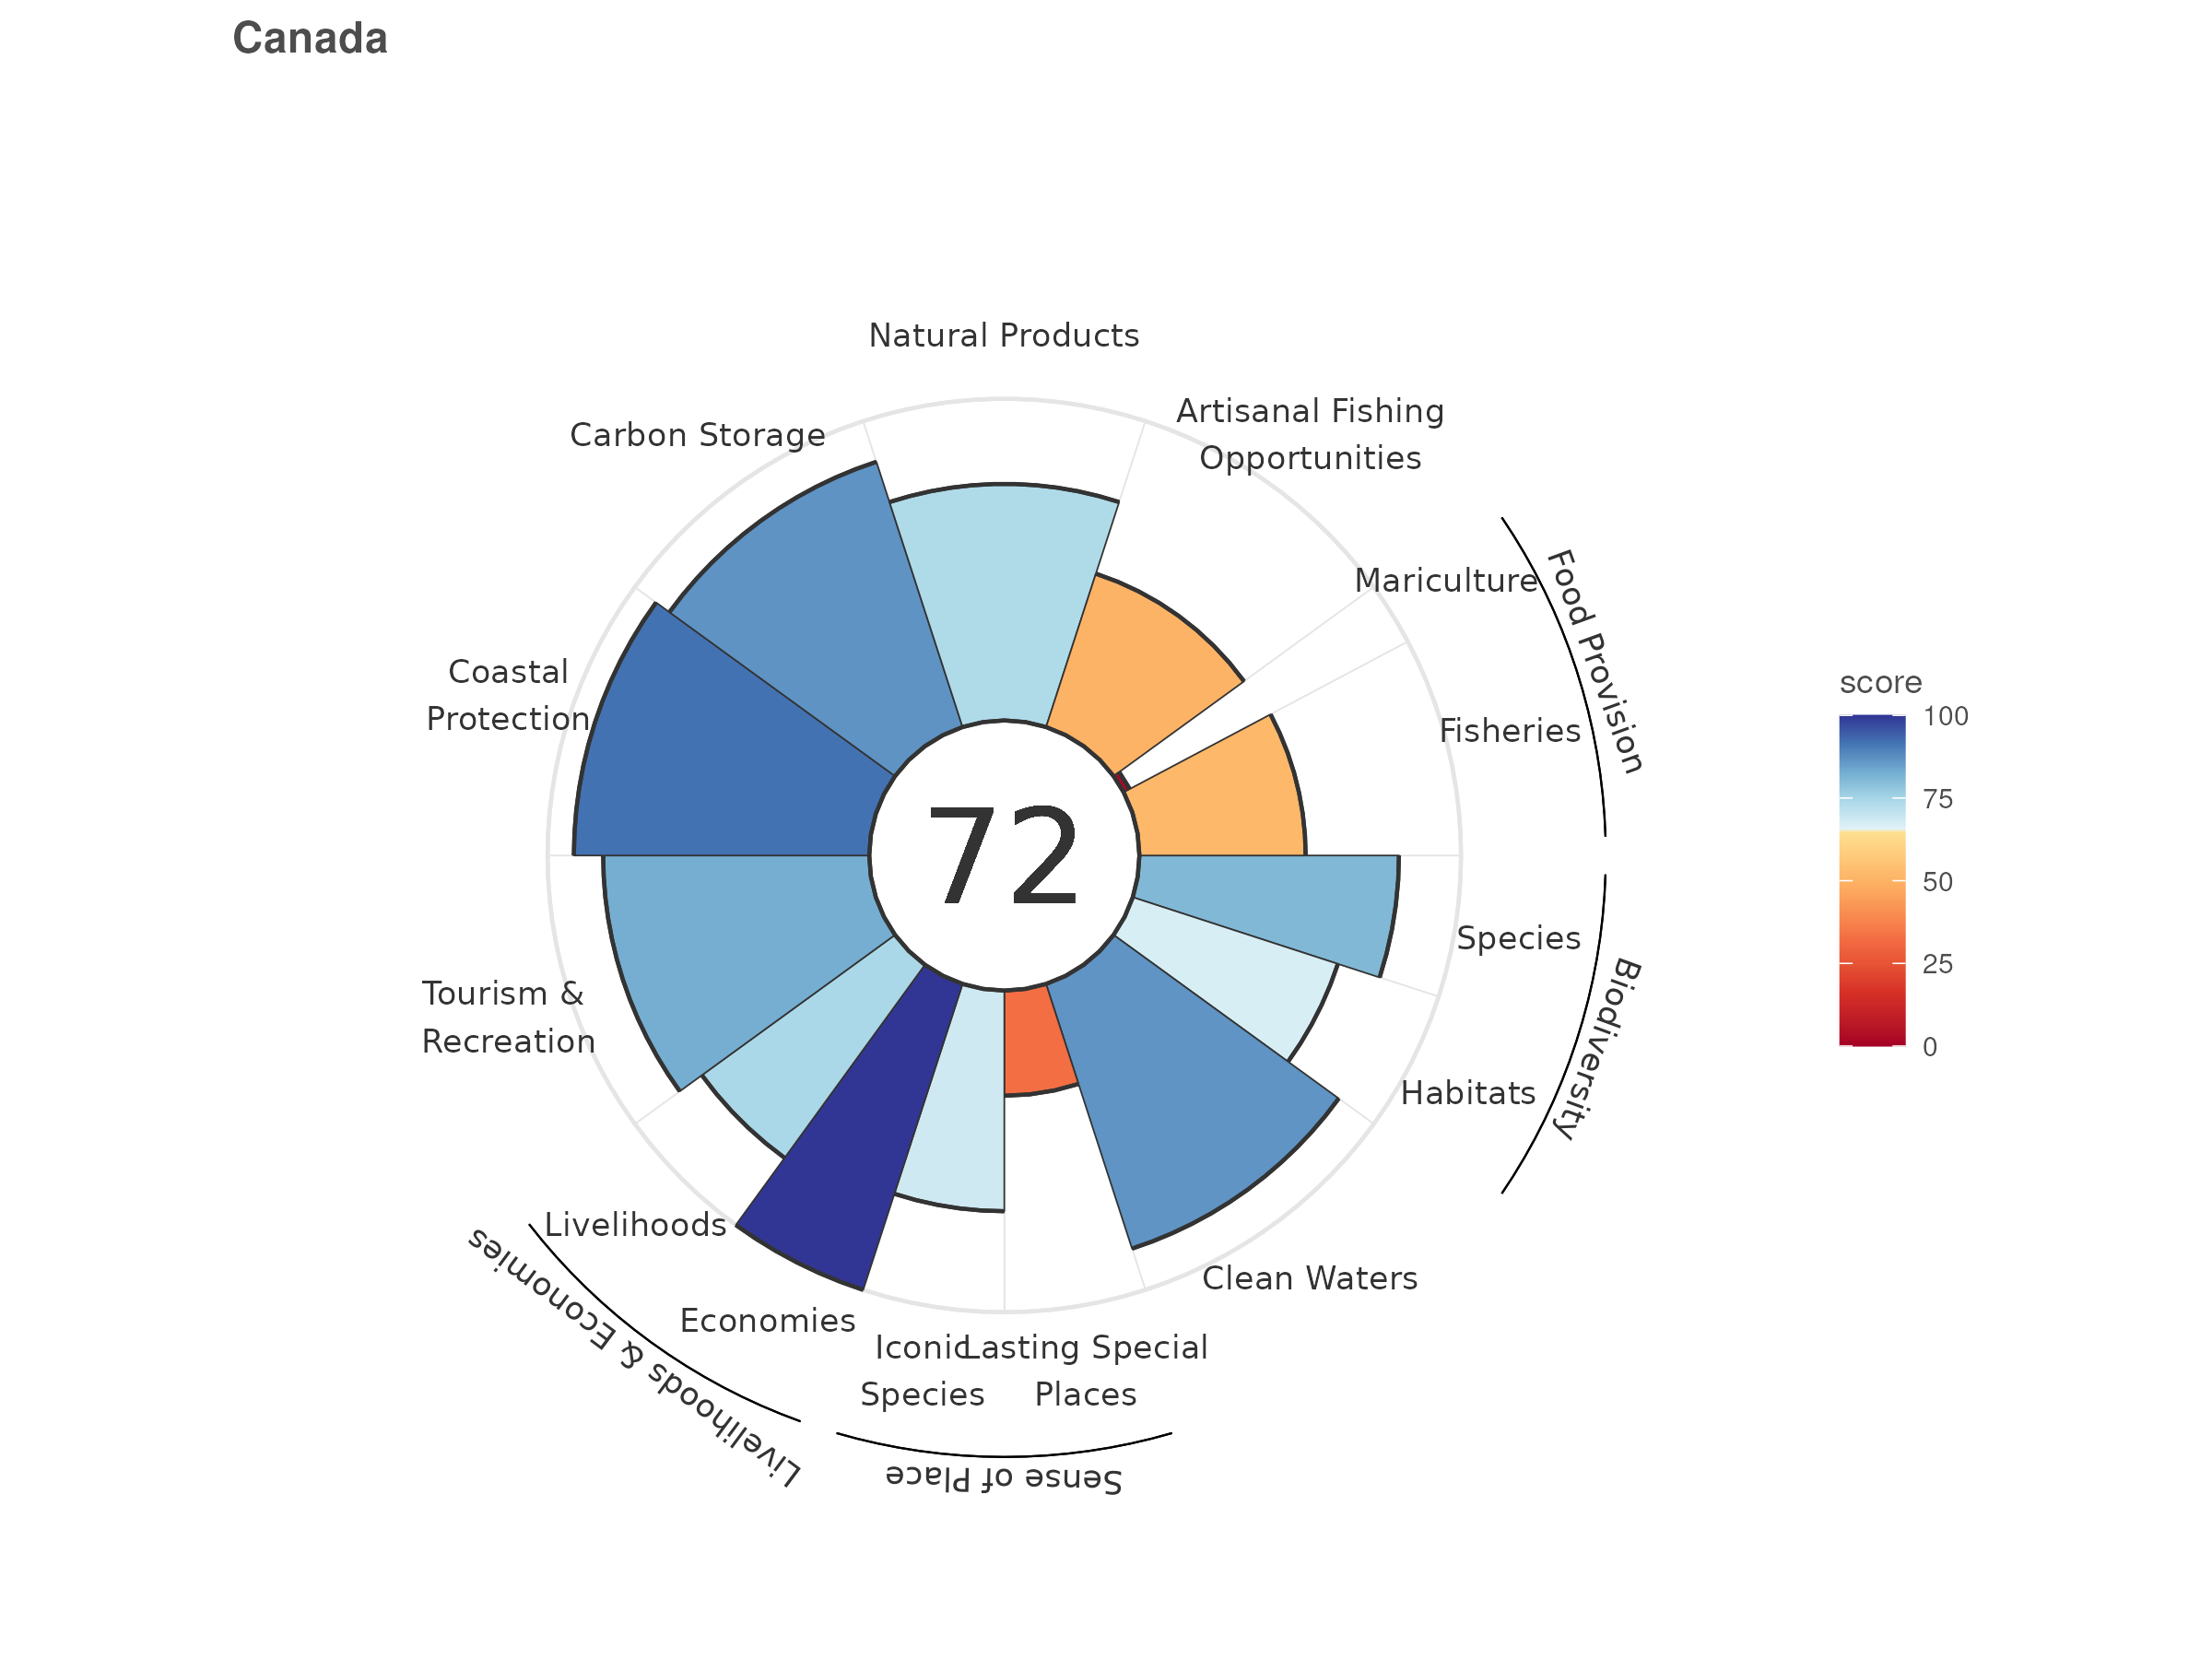 Canada
Natural Products
Artisanal Fishing
Opportunities
Carbon Storage
Mariculture
Food Provision
Coastal
Protection
Fisheries
score
100
75
50
25
0
72
Species
Biodiversity
Tourism &
Recreation
Habitats
Livelihoods
Clean Waters
Livelihoods & Economies
Economies
Iconic
Species
Lasting Special
Places
Sense of Place